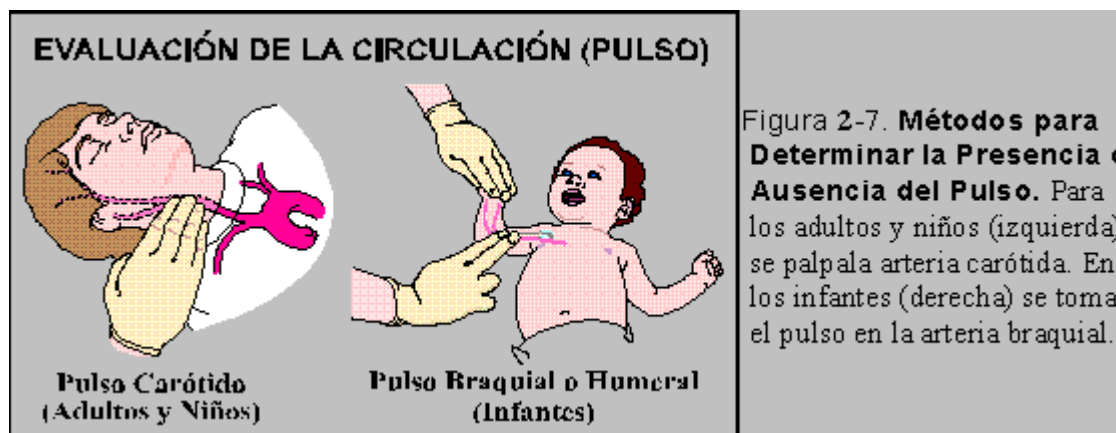 EVALUACIÓN DE LA CIRCULACIÓN (PULSO)
Pulso Carótido
(Adultos y Niños)
Pulso Braquial o Humeral
(Infantes)
Figura 2-7. Métodos para
Determinar la Presencia
Ausencia del Pulso. Para
los adultos y niños (izquierda)
se palpala arteria carótida. En
los infantes (derecha) se toma
el pulso en la arteria braquial.